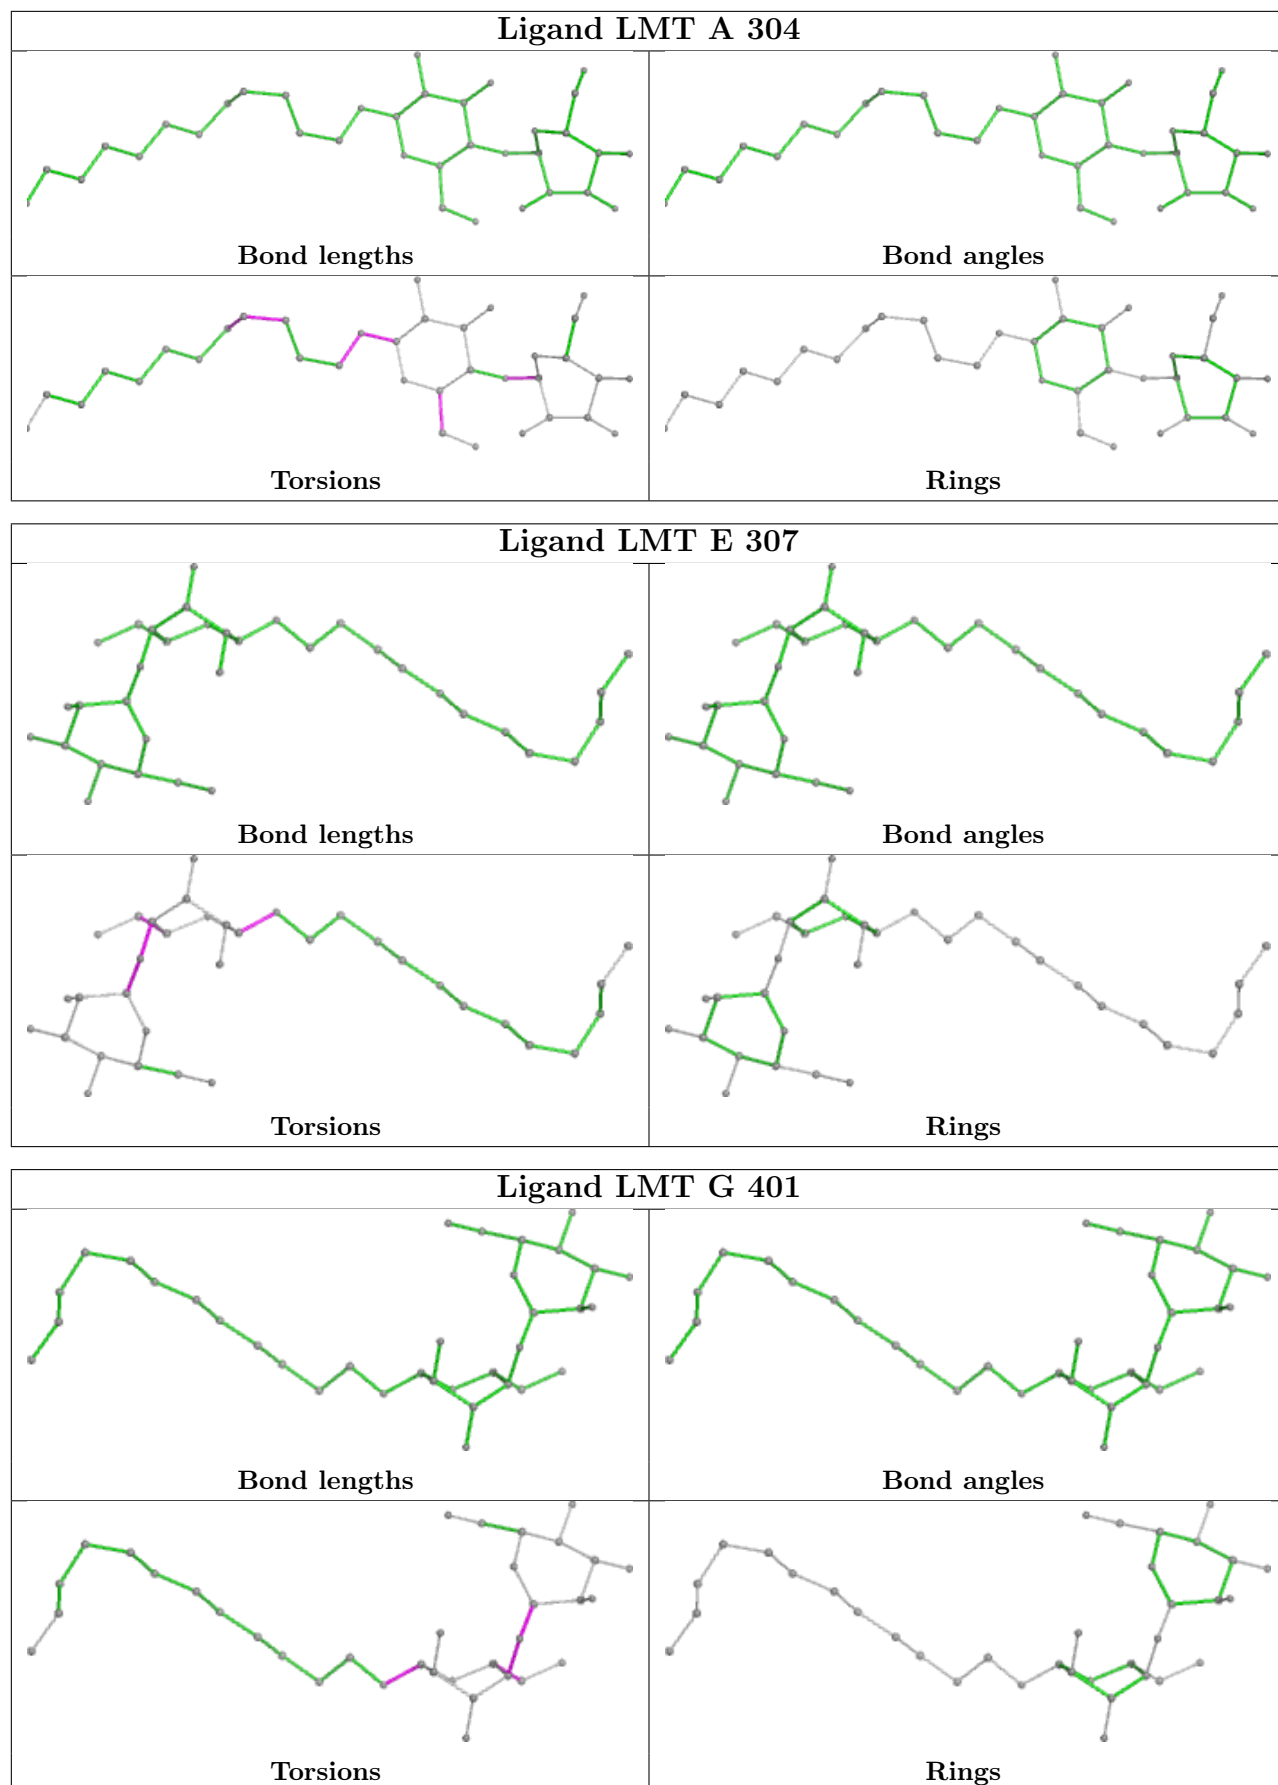 Ligand LMT A 304
Bond lengths
Bond angles
Torsions
Rings
Ligand LMT E 307
Bond lengths
Bond angles
Torsions
Rings
Ligand LMT G 401
Bond lengths
Bond angles
Torsions
Rings